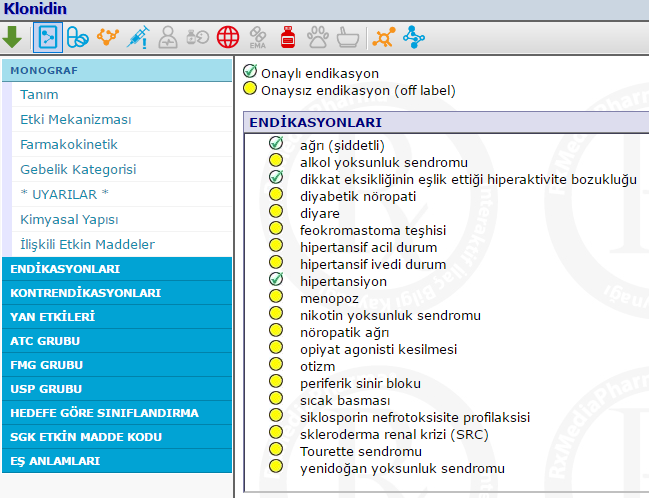 Klonidin
EMA
MONOGRAF
Tanım
Etki Mekanizması
Farmakokinetik
Gebelik Kategorisi
* UYARILAR *
Kimyasal Yapısı
İlişkili Etkin Maddeler
ENDİKASYONLARI
KONTRENDİKASYONLARI
YAN ETKİLERİ
ATC GRUBU
FMG GRUBU
USP GRUBU
HEDEFE GÖRE SINIFLANDIRMA
SGK ETKİN MADDE KODU
EŞ ANLAMLARI
Onaylı endikasyon
Onaysız endikasyon (off label)
ENDİKASYONLARI
ağrı (şiddetli)
alkol yoksunluk sendromu
dikkat eksikliğinin eşlik ettiği hiperaktivite bozukluğu
diyabetik nöropati
diyare
feokromastoma teşhisi
hipertansif acil durum
hipertansif ivedi durum
hipertansiyon
menopoz
nikotin yoksunluk sendromu
nöropatik ağrı
opiyat agonisti kesilmesi
otizm
periferik sinir bloku
sıcak basması
siklosporin nefrotoksisite profilaksisi
skleroderma renal krizi (SRC)
Tourette sendromu
yenidoğan yoksunluk sendromu